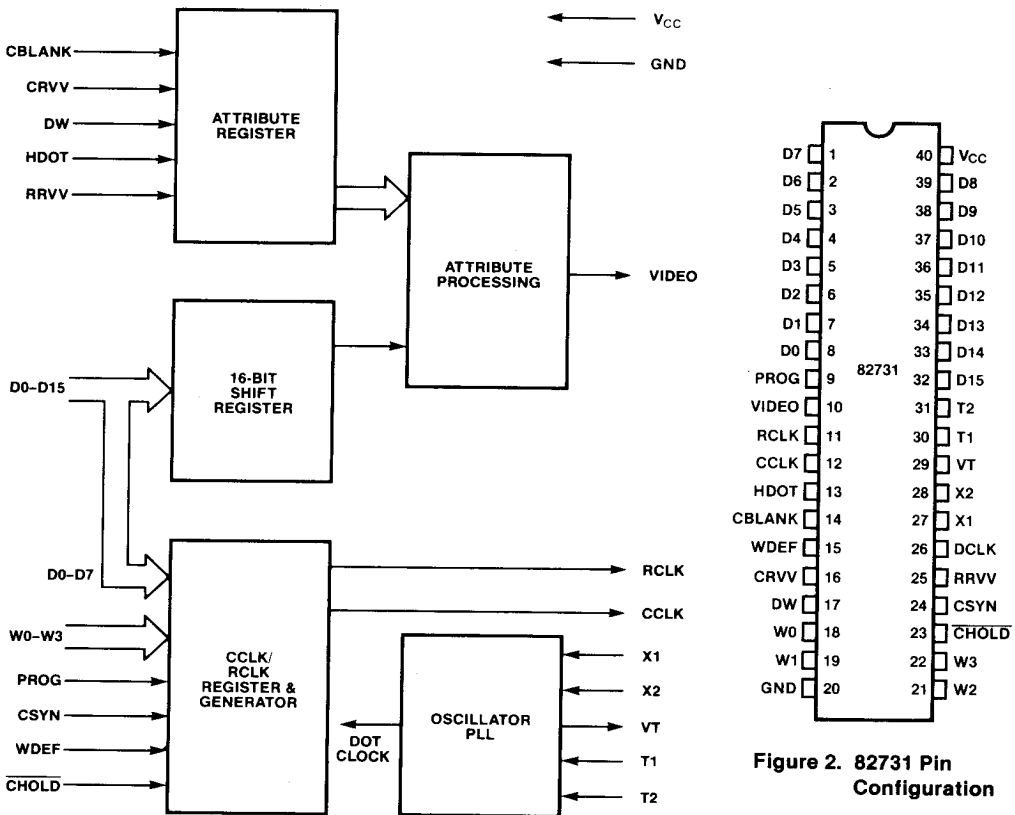 CBLANK
CRVV
DW
HDOT
RRVV
ATTRIBUTE
REGISTER
VCC
GND
ATTRIBUTE
PROCESSING
VIDEO
D0–D15
16-BIT
SHIFT
REGISTER
D0–D7
W0–W3
PROG
CSYN
WDEF
CHOLD
CCLK/
RCLK
REGISTER &
GENERATOR
RCLK
CCLK
DOT
CLOCK
OSCILLATOR
PLL
X1
X2
VT
T1
T2
82731
D7 1 40 VCC
D6 2 39 D8
D5 3 38 D9
D4 4 37 D10
D3 5 36 D11
D2 6 35 D12
D1 7 34 D13
D0 8 33 D14
PROG 9 32 D15
VIDEO 10 31 T2
RCLK 11 30 T1
CCLK 12 29 VT
HDOT 13 28 X2
CBLANK 14 27 X1
WDEF 15 26 DCLK
CRVV 16 25 RRVV
DW 17 24 CSYN
W0 18 23 CHOLD
W1 19 22 W3
GND 20 21 W2
Figure 2. 82731 Pin
Configuration